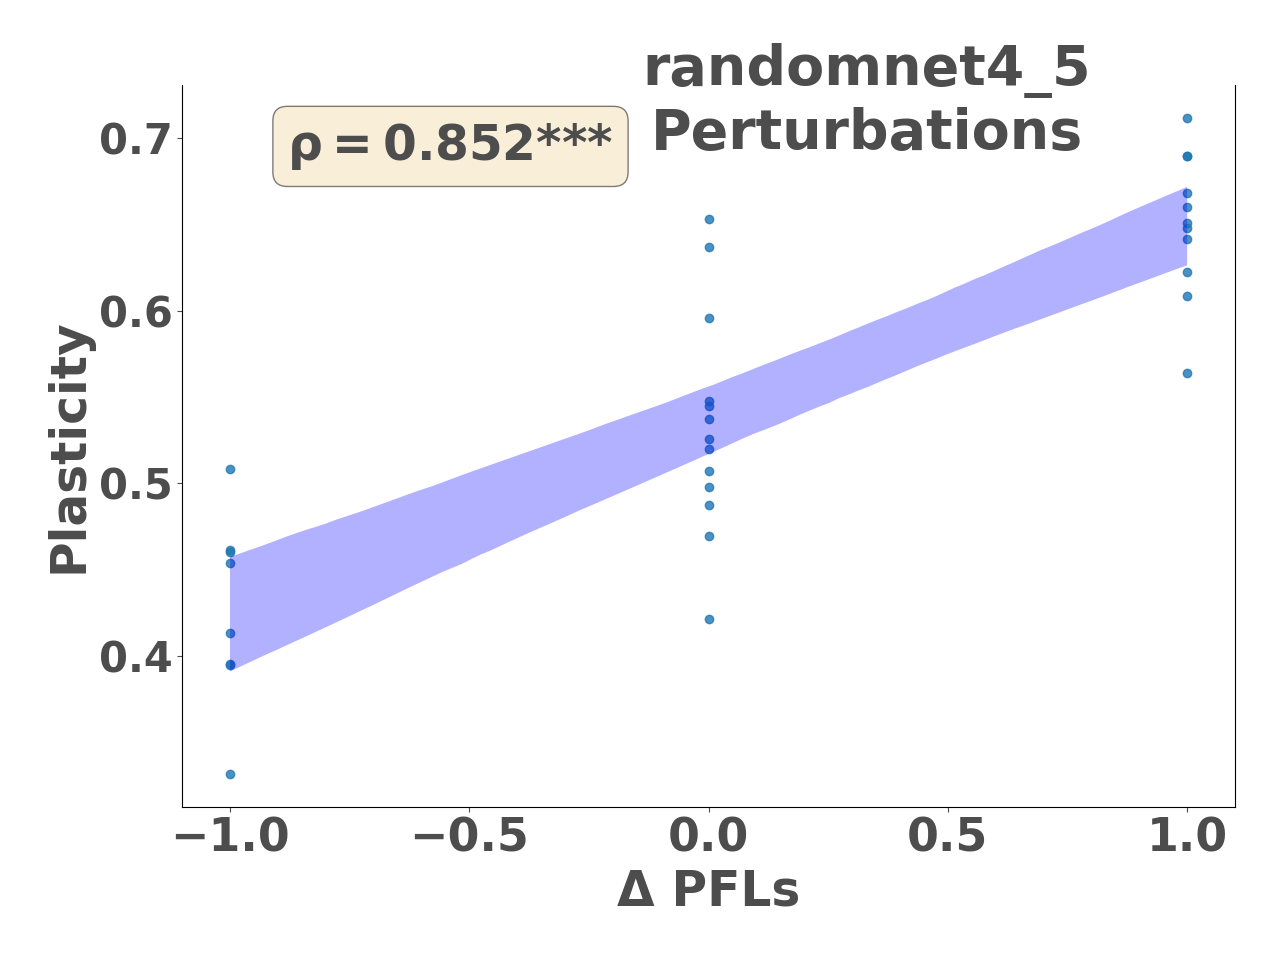 randomnet4_5
Perturbations
ρ = 0.852***
0.7
0.6
0.5
0.4
Plasticity
−1.0 −0.5 0.0 0.5 1.0
Δ PFLs